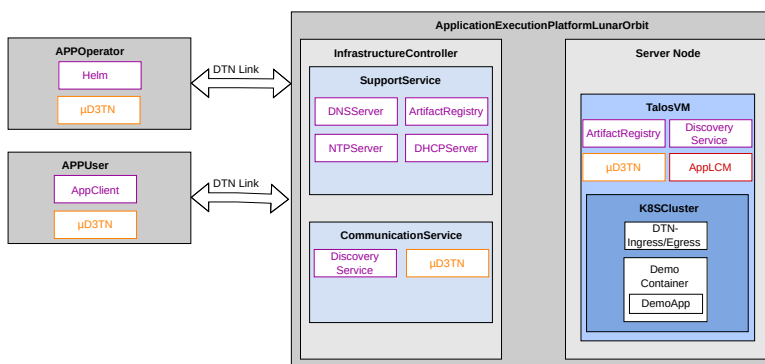 ApplicationExecutionPlatformLunarOrbit
APPOperator
Helm
µD3TN
DTN Link
APPUser
AppClient
µD3TN
DTN Link
InfrastructureController
SupportService
DNSServer
ArtifactRegistry
NTPServer
DHCPServer
CommunicationService
Discovery
Service
µD3TN
Server Node
TalosVM
ArtifactRegistry
Discovery
Service
µD3TN
AppLCM
K8SCluster
DTN-
Ingress/Egress
Demo
Container
DemoApp